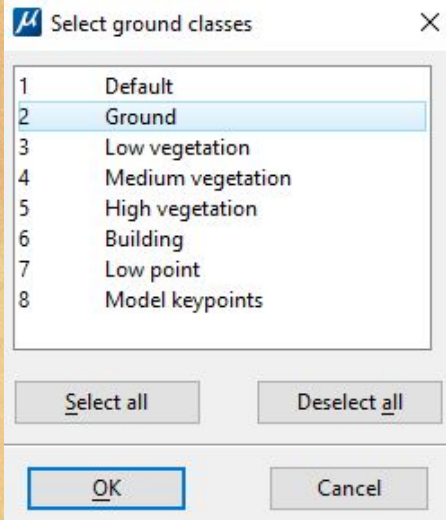 Select ground classes
1 Default
2 Ground
3 Low vegetation
4 Medium vegetation
5 High vegetation
6 Building
7 Low point
8 Model keypoints
Select all Deselect all
OK Cancel